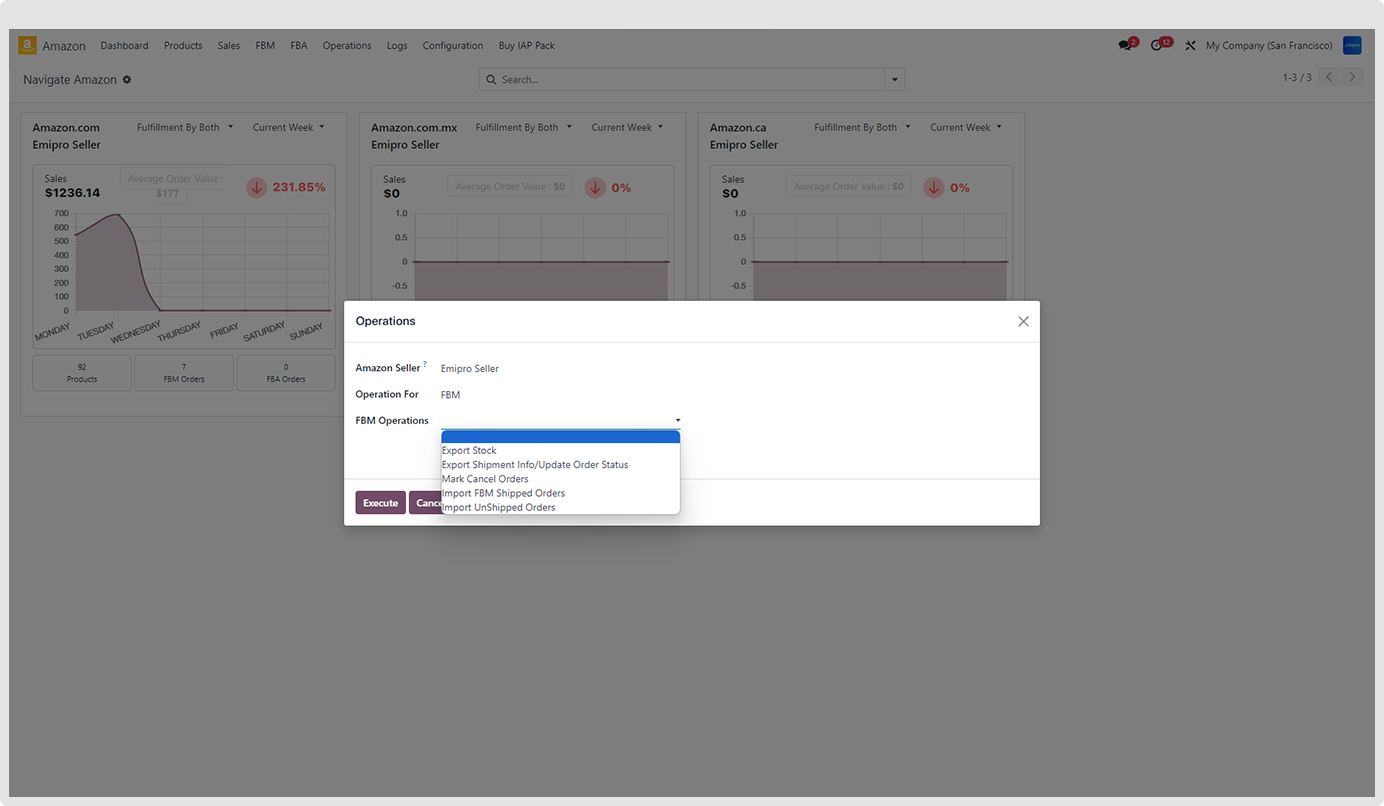 a Amazon Dashboard Products Sales FBM FBA Operations Logs Configuration Buy IAP Pack 2 12 My Company (San Francisco)
Navigate Amazon Search... 1-3 / 3
Amazon.com Fulfillment By Both Current Week
Emipro Seller
Sales
$1236.14
Average Order Value :
$177
231.85%
700
600
500
400
300
200
100
0
MONDAY TUESDAY WEDNESDAY THURSDAY FRIDAY SATURDAY SUNDAY
92 7 0
Products FBM Orders FBA Orders
Amazon.com.mx Fulfillment By Both Current Week
Emipro Seller
Sales
$0
Average Order Value : $0
0%
1.0
0.5
0
-0.5
Amazon.ca Fulfillment By Both Current Week
Emipro Seller
Sales
$0
Average Order Value : $0
0%
1.0
0.5
0
-0.5
Operations
Amazon Seller ? Emipro Seller
Operation For FBM
FBM Operations
Export Stock
Export Shipment Info/Update Order Status
Mark Cancel Orders
Import FBM Shipped Orders
Import UnShipped Orders
Execute Canc